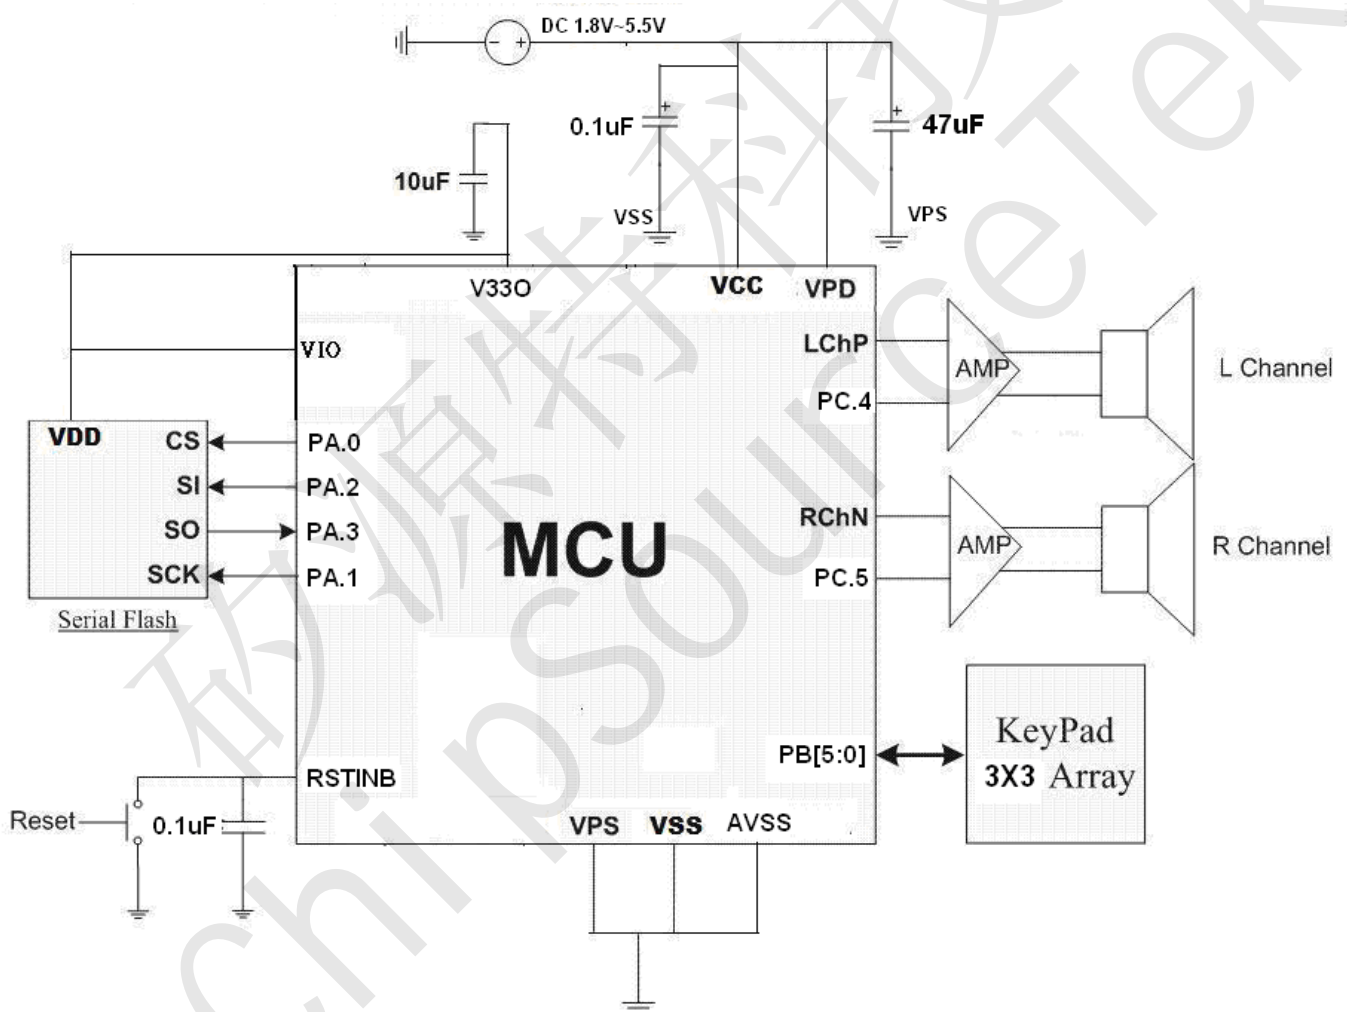 DC 1.8V~5.5V
0.1uF
47uF
10uF
VSS
VPS
V33O
VCC
VPD
VIO
LChP
AMP
L Channel
PC.4
VDD
CS
PA.0
SI
PA.2
SO
PA.3
SCK
PA.1
Serial Flash
MCU
RChN
AMP
R Channel
PC.5
KeyPad
3X3 Array
PB[5:0]
RSTINB
Reset
0.1uF
VPS
VSS
AVSS
矽源特科技
ChipSourceTek